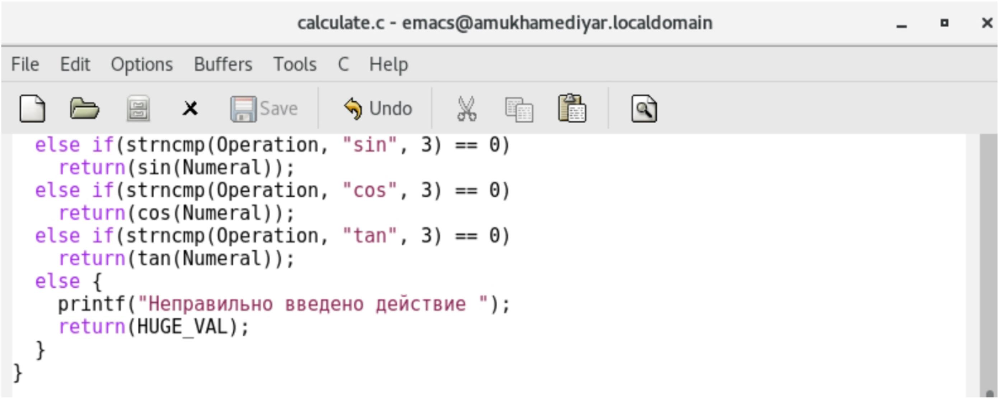 calculate.c - emacs@amukhamediyar.localdomain
File Edit Options Buffers Tools C Help
Save Undo
else if(strncmp(Operation, "sin", 3) == 0)
return(sin(Numeral));
else if(strncmp(Operation, "cos", 3) == 0)
return(cos(Numeral));
else if(strncmp(Operation, "tan", 3) == 0)
return(tan(Numeral));
else {
printf("Неправильно введено действие ");
return(HUGE_VAL);
}
}